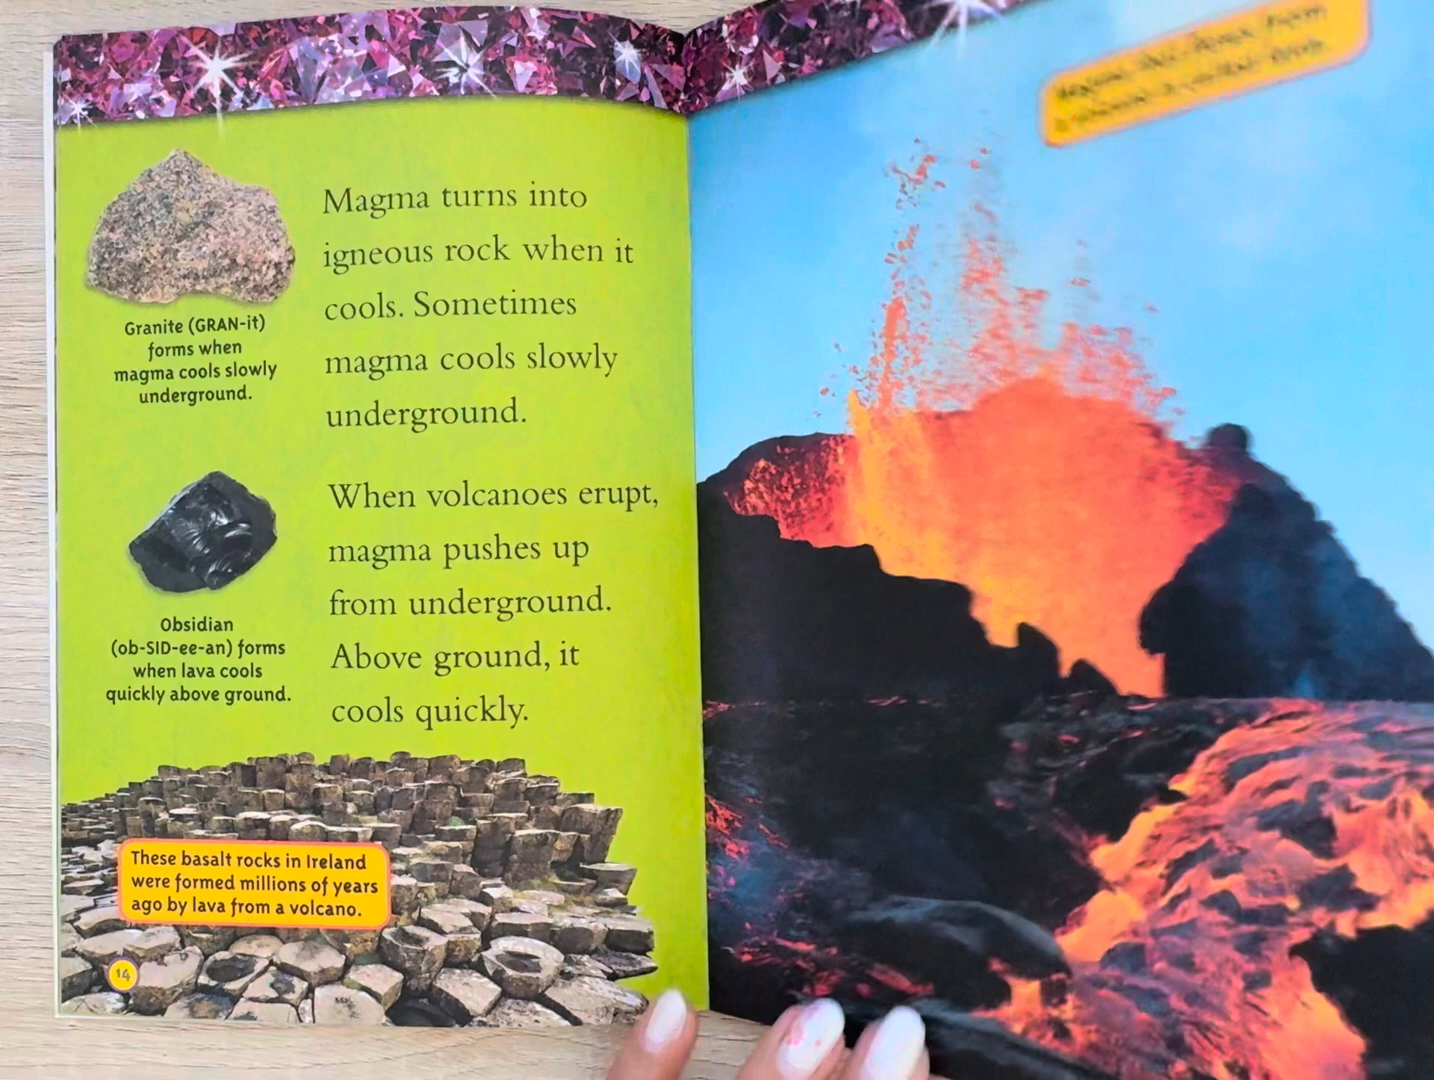 Granite (GRAN-it)
forms when
magma cools slowly
underground.
Magma turns into
igneous rock when it
cools. Sometimes
magma cools slowly
underground.
Obsidian
(ob-SID-ee-an) forms
when lava cools
quickly above ground.
When volcanoes erupt,
magma pushes up
from underground.
Above ground, it
cools quickly.
These basalt rocks in Ireland
were formed millions of years
ago by lava from a volcano.
14